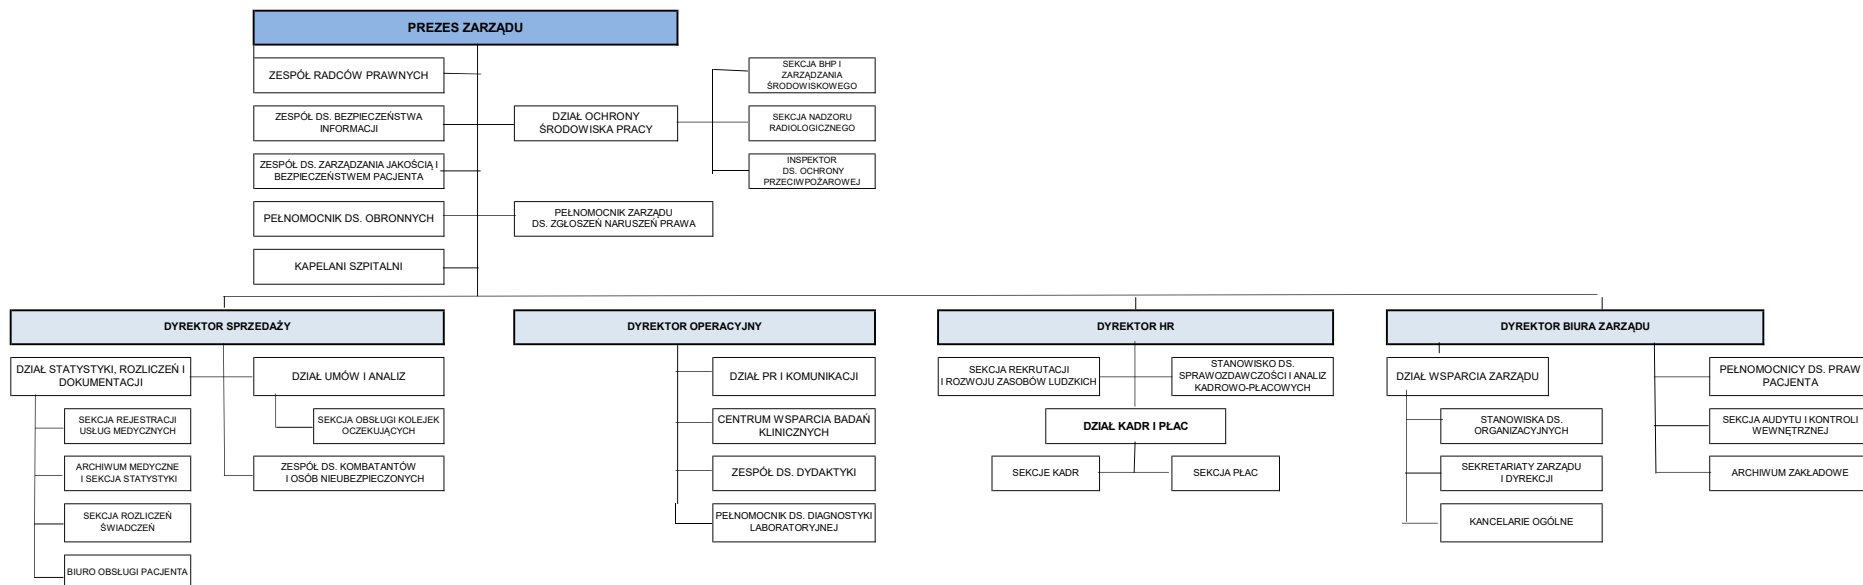 PREZES ZARZĄDU
ZESPÓŁ RADCÓW PRAWNYCH
SEKCJA BHP I
ZARZĄDZANIA
ŚRODOWISKOWEGO
ZESPÓŁ DS. BEZPIECZEŃSTWA
INFORMACJI
DZIAŁ OCHRONY
ŚRODOWISKA PRACY
SEKCJA NADZORU
RADIOLOGICZNEGO
ZESPÓŁ DS. ZARZĄDZANIA JAKOŚCIĄ I
BEZPIECZEŃSTWEM PACJENTA
INSPEKTOR
DS. OCHRONY
PRZECIWPOŻAROWEJ
PEŁNOMOCNIK DS. OBRONNYCH
PEŁNOMOCNIK ZARZĄDU
DS. ZGŁOSZEŃ NARUSZEŃ PRAWA
KAPELANI SZPITALNI
DYREKTOR SPRZEDAŻY
DZIAŁ STATYSTYKI, ROZLICZEŃ I
DOKUMENTACJI
DZIAŁ UMÓW I ANALIZ
SEKCJA REJESTRACJI
USŁUG MEDYCZNYCH
SEKCJA OBSŁUGI KOLEJEK
OCZEKUJĄCYCH
ARCHIWUM MEDYCZNE
I SEKCJA STATYSTYKI
ZESPÓŁ DS. KOMBATANTÓW
I OSÓB NIEUBEZPIECZONYCH
SEKCJA ROZLICZEŃ
ŚWIADCZEŃ
BIURO OBSŁUGI PACJENTA
DYREKTOR OPERACYJNY
DZIAŁ PR I KOMUNIKACJI
CENTRUM WSPARCIA BADAŃ
KLINICZNYCH
ZESPÓŁ DS. DYDAKTYKI
PEŁNOMOCNIK DS. DIAGNOSTYKI
LABORATORYJNEJ
DYREKTOR HR
SEKCJA REKRUTACJI
I ROZWOJU ZASOBÓW LUDZKICH
STANOWISKO DS.
SPRAWOZDAWCZOŚCI I ANALIZ
KADROWO-PŁACOWYCH
DZIAŁ KADR I PŁAC
SEKCJE KADR
SEKCJA PŁAC
DYREKTOR BIURA ZARZĄDU
DZIAŁ WSPARCIA ZARZĄDU
PEŁNOMOCNICY DS. PRAW
PACJENTA
STANOWISKA DS.
ORGANIZACYJNYCH
SEKCJA AUDYTU I KONTROLI
WEWNĘTRZNEJ
SEKRETARIATY ZARZĄDU
I DYREKCJI
ARCHIWUM ZAKŁADOWE
KANCELARIE OGÓLNE